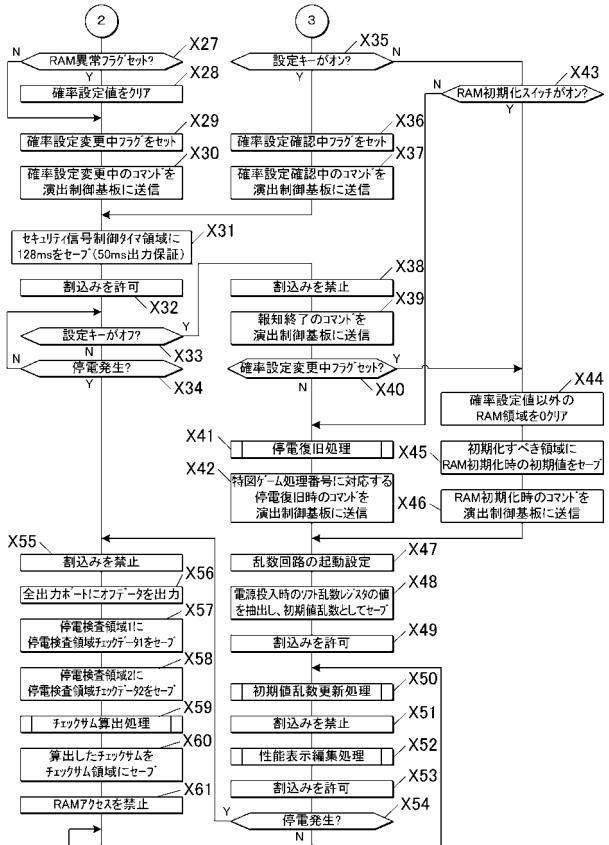 2
RAM異常フラグセット?
X27
N
Y
X28
確率設定値をクリア
X29
確率設定変更中フラグをセット
X30
確率設定変更中のコマンドを
演出制御基板に送信
セキュリティ信号制御タイマ領域に
128msをセーブ(50ms出力保証)
X31
割込みを許可
X32
設定キーがオフ?
Y
N
X33
停電発生?
N
Y
X34
3
設定キーがオン?
X35
N
Y
X36
確率設定確認中フラグをセット
X37
確率設定確認中のコマンドを
演出制御基板に送信
割込みを禁止
X38
報知終了のコマンドを
演出制御基板に送信
X39
確率設定変更中フラグセット?
Y
N
X40
RAM初期化スイッチがオン?
X43
N
Y
X44
確率設定値以外の
RAM領域を0クリア
X45
初期化すべき領域に
RAM初期化時の初期値をセーブ
X46
RAM初期化時のコマンドを
演出制御基板に送信
X41
停電復旧処理
X42
特図ゲーム処理番号に対応する
停電復旧時のコマンドを
演出制御基板に送信
乱数回路の起動設定
X47
電源投入時のソフト乱数レジスタの値
を抽出し、初期値乱数としてセーブ
X48
割込みを許可
X49
初期値乱数更新処理
X50
割込みを禁止
X51
性能表示編集処理
X52
割込みを許可
X53
停電発生?
X54
Y
N
X55
割込みを禁止
X56
全出力ポートにオフデータを出力
X57
停電検査領域1に
停電検査領域チェックデータ1をセーブ
X58
停電検査領域2に
停電検査領域チェックデータ2をセーブ
X59
チェックサム算出処理
X60
算出したチェックサムを
チェックサム領域にセーブ
X61
RAMアクセスを禁止